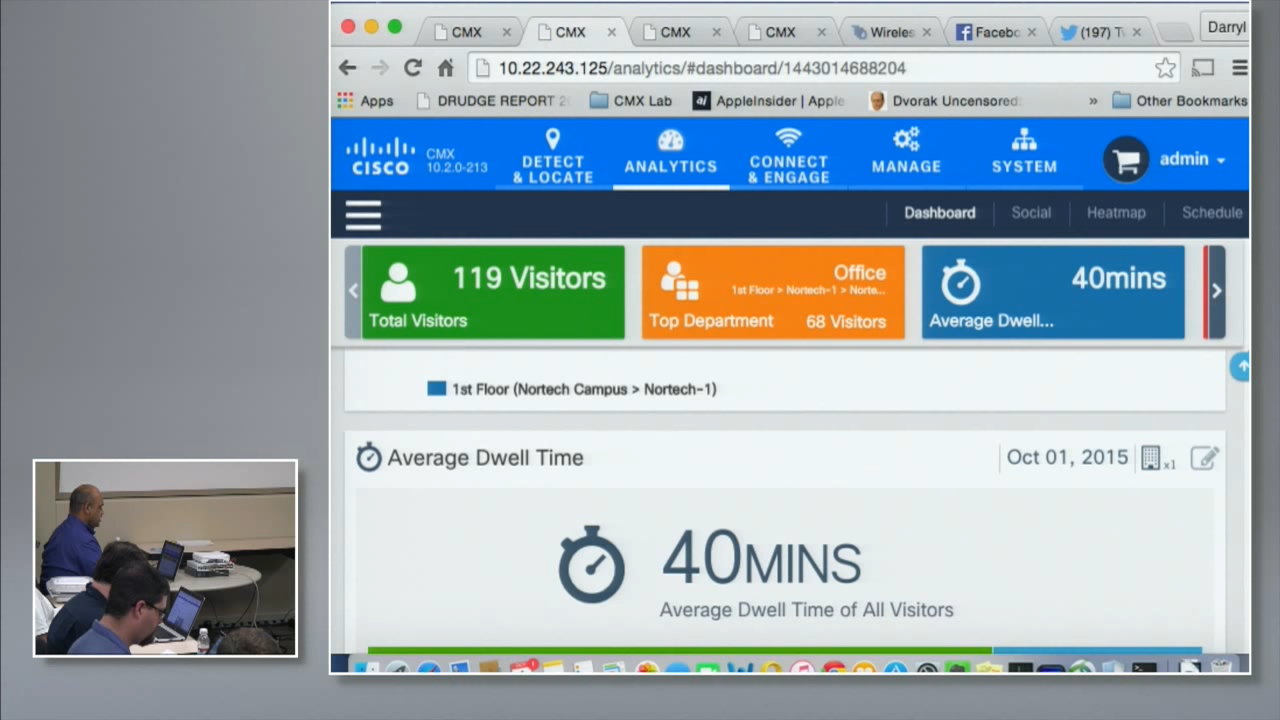 CMX
CMX
CMX
CMX
Wireles
Facebo
(197) Tw
Darryl
10.22.243.125/analytics/#dashboard/1443014688204
Apps
DRUDGE REPORT 20
CMX Lab
AppleInsider | Apple
Dvorak Uncensored:
»
Other Bookmarks
CISCO
CMX
10.2.0-213
DETECT
& LOCATE
ANALYTICS
CONNECT
& ENGAGE
MANAGE
SYSTEM
admin
Dashboard
Social
Heatmap
Schedule
119 Visitors
Total Visitors
Office
1st Floor > Nortech-1 > Norte...
Top Department
68 Visitors
40mins
Average Dwell...
1st Floor (Nortech Campus > Nortech-1)
Average Dwell Time
Oct 01, 2015
x1
40MINS
Average Dwell Time of All Visitors